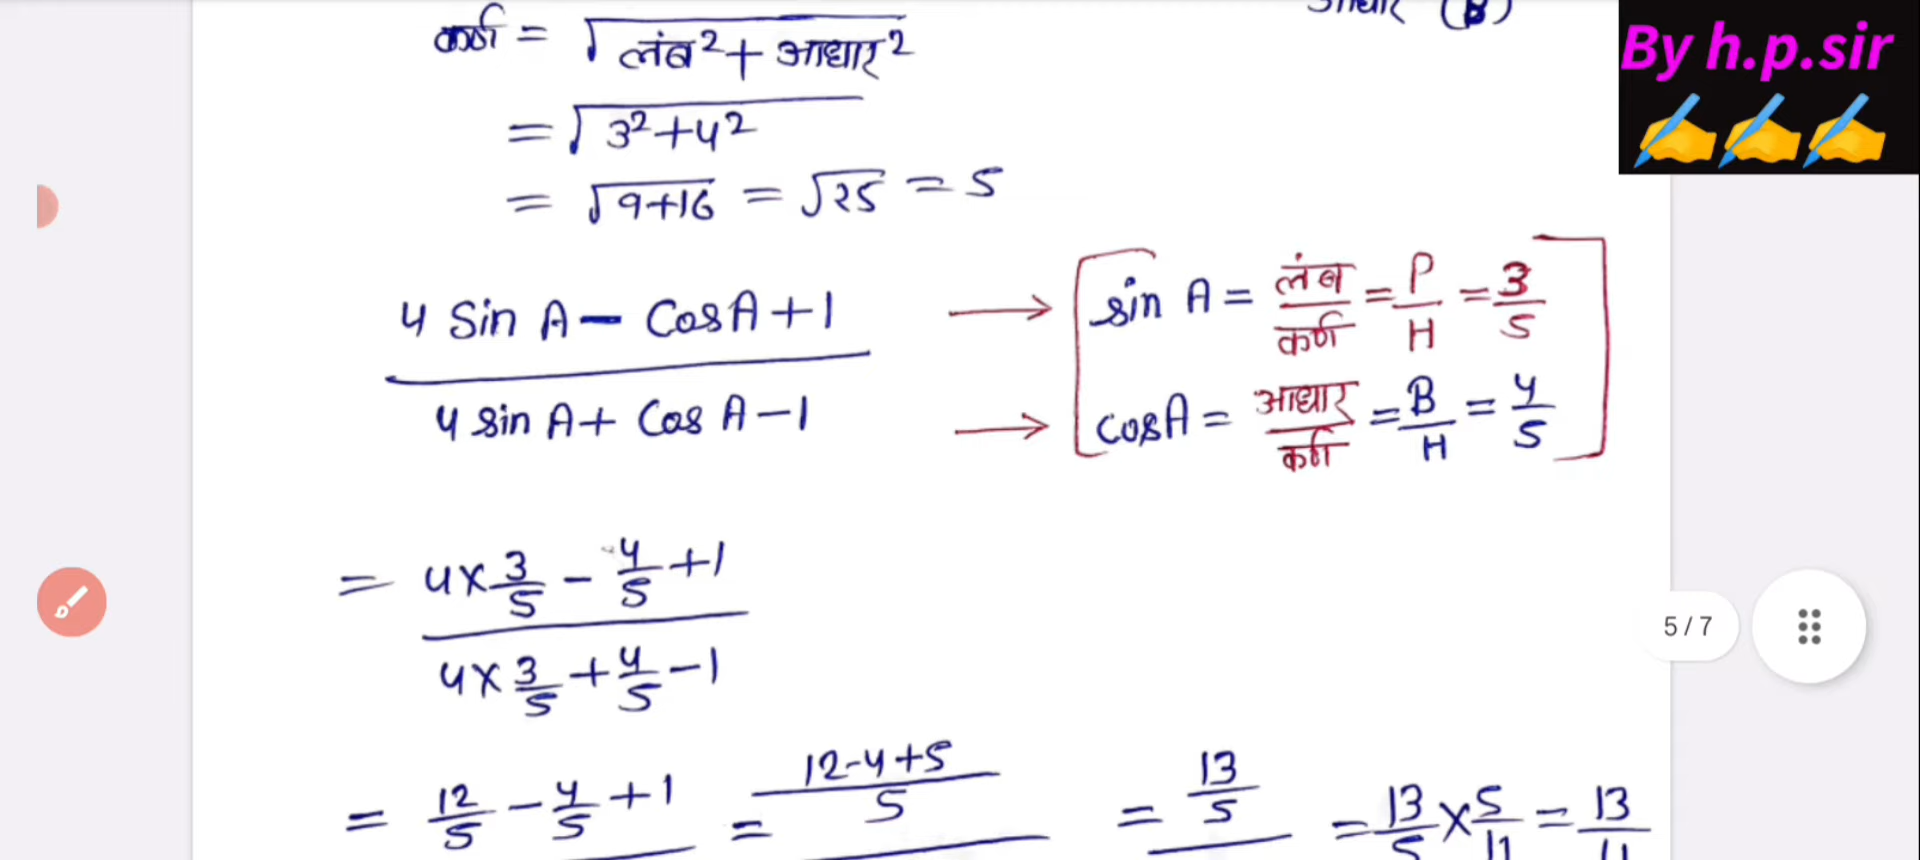 आधार (B)
कर्ण = √लंब²+आधार²
= √3²+4²
= √9+16 = √25 = 5
By h.p.sir
4 Sin A - Cos A + 1 → [sin A = लंब/कर्ण = P/H = 3/5
4 sin A + Cos A - 1 → cos A = आधार/कर्ण = B/H = 4/5]
= 4×3/5 - 4/5 + 1
4×3/5 + 4/5 - 1
5 / 7
= 12/5 - 4/5 + 1 = 12-4+5/5 = 13/5 = 13/5 × 5/11 = 13/11